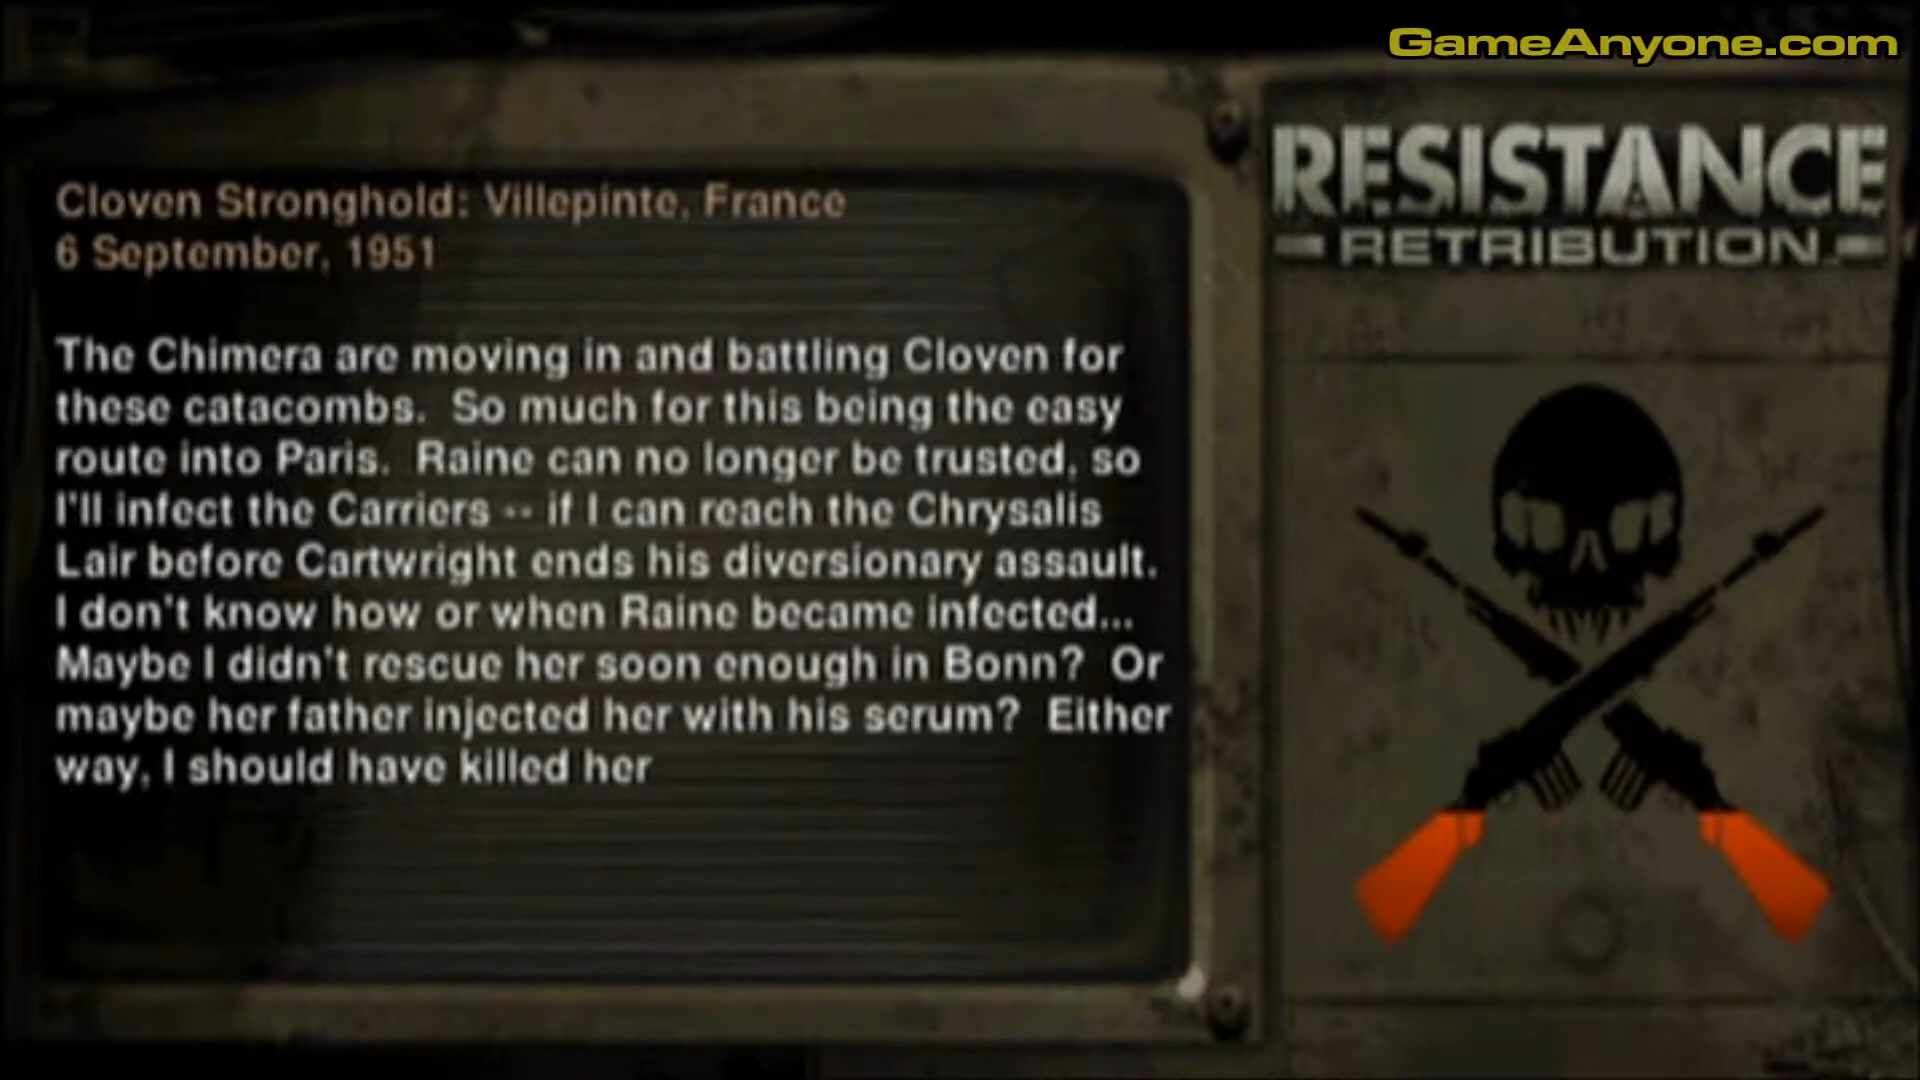 GameAnyone.com
RESISTANCE
RETRIBUTION
Cloven Stronghold: Villepinte, France
6 September, 1951
The Chimera are moving in and battling Cloven for
these catacombs.  So much for this being the easy
route into Paris.  Raine can no longer be trusted, so
I'll infect the Carriers -- if I can reach the Chrysalis
Lair before Cartwright ends his diversionary assault.
I don't know how or when Raine became infected...
Maybe I didn't rescue her soon enough in Bonn?  Or
maybe her father injected her with his serum?  Either
way, I should have killed her